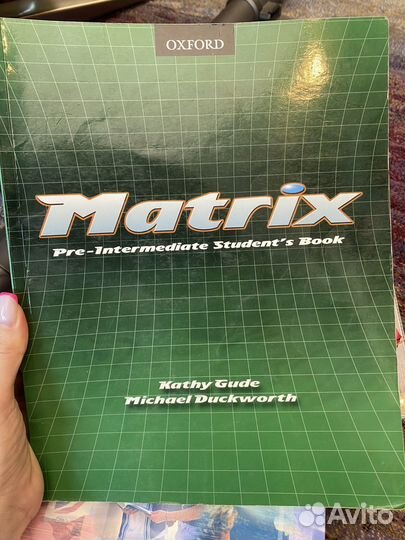 OXFORD
Matrix
Pre-Intermediate Student's Book
Kathy Gude
Michael Duckworth
Avito